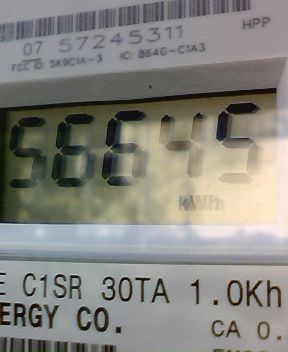 07 57245311 HPP
FCC ID: SK9C1A-3 IC: 864G-C1A3
56645
kWh
E C1SR 30TA 1.0Kh
ERGY CO. CA 0.